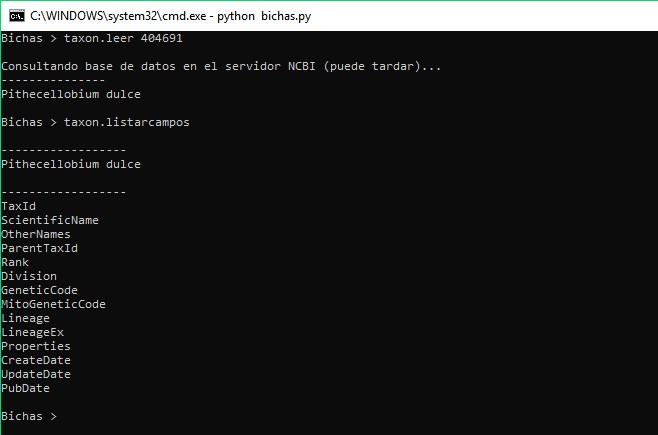 C:\WINDOWS\system32\cmd.exe - python  bichas.py
Bichas > taxon.leer 404691
Consultando base de datos en el servidor NCBI (puede tardar)...
---------------
Pithecellobium dulce
Bichas > taxon.listarcampos
------------------
Pithecellobium dulce
------------------
TaxId
ScientificName
OtherNames
ParentTaxId
Rank
Division
GeneticCode
MitoGeneticCode
Lineage
LineageEx
Properties
CreateDate
UpdateDate
PubDate
Bichas >